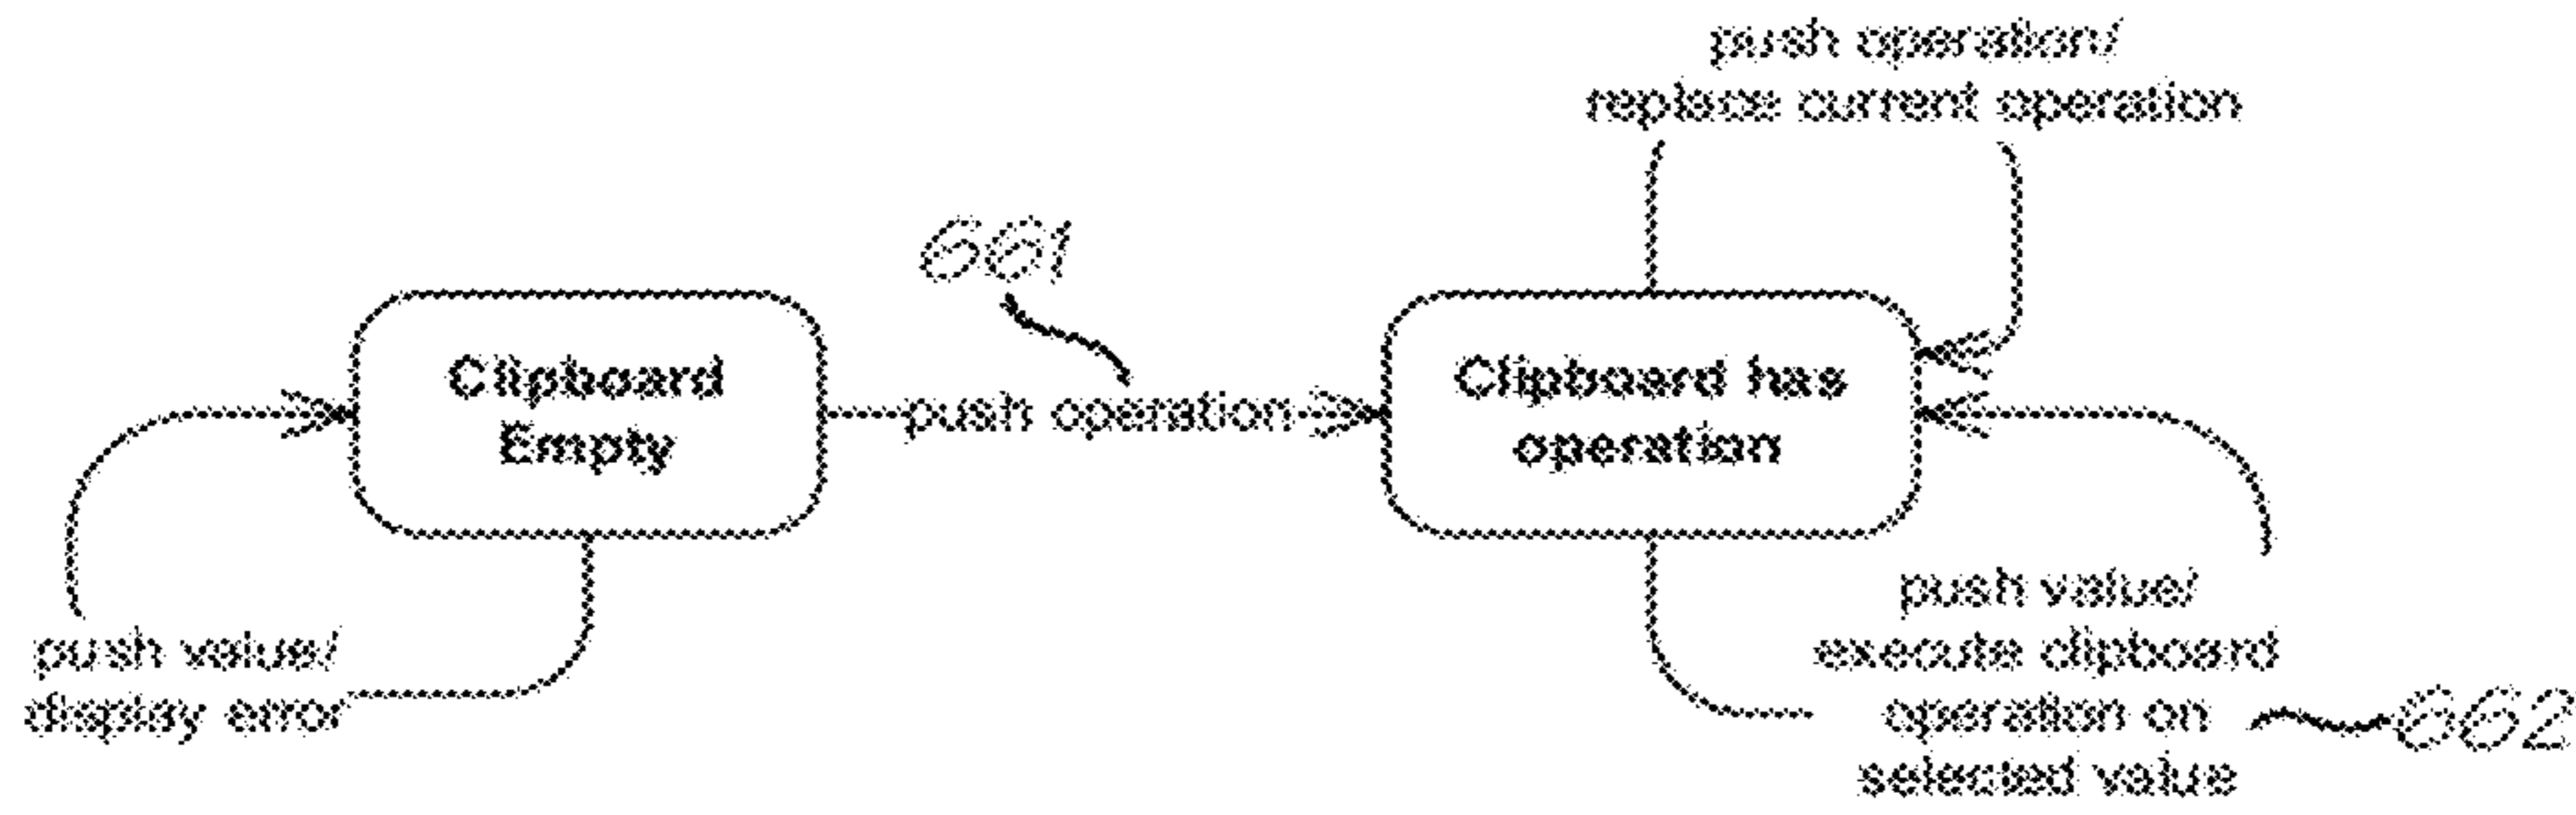 push operation/
replace current operation
661
Clipboard
Empty
push operation
Clipboard has
operation
push value/
display error
push value/
execute clipboard
operation on
selected value
662